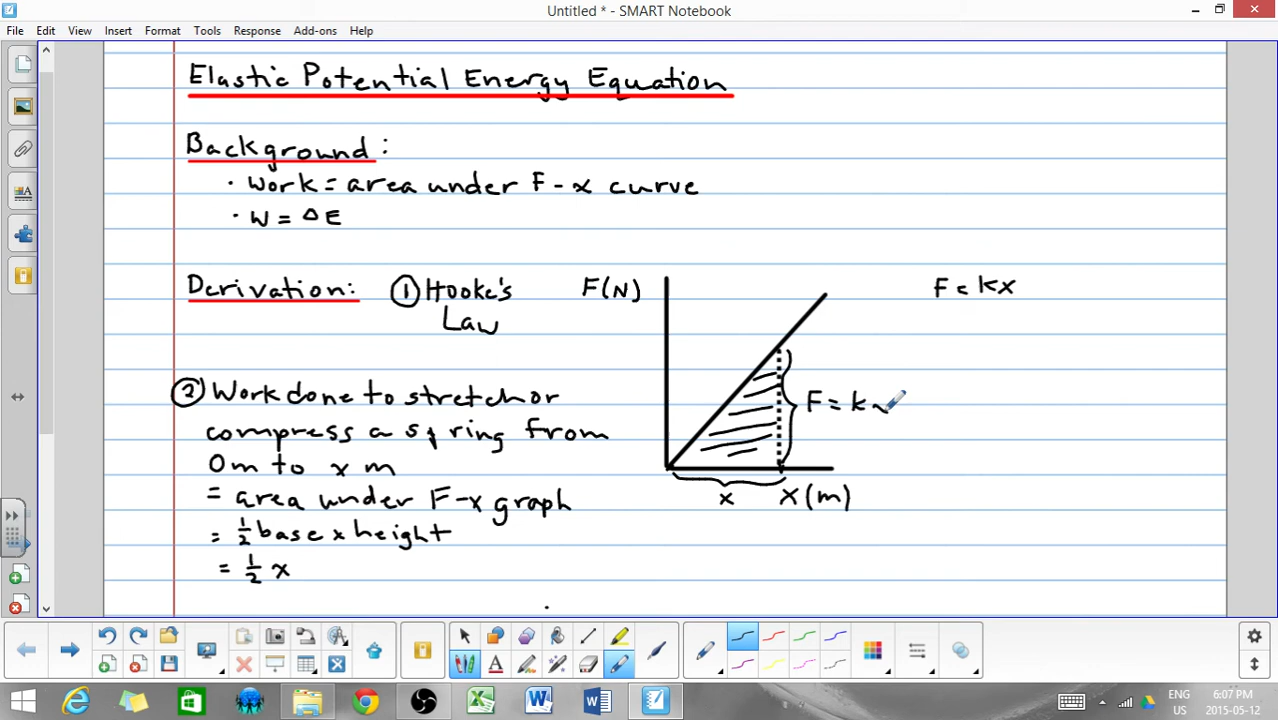 Untitled * - SMART Notebook
File Edit View Insert Format Tools Response Add-ons Help
Elastic Potential Energy Equation
Background:
· Work = area under F-x curve
· W = ΔE
Derivation: ① Hooke's
Law
F(N)
F = kx
② Work done to stretch or
compress a spring from
0m to x m
= area under F-x graph
= 1/2 base x height
= 1/2 x
F = k
x
x(m)
ENG
US
6:07 PM
2015-05-12